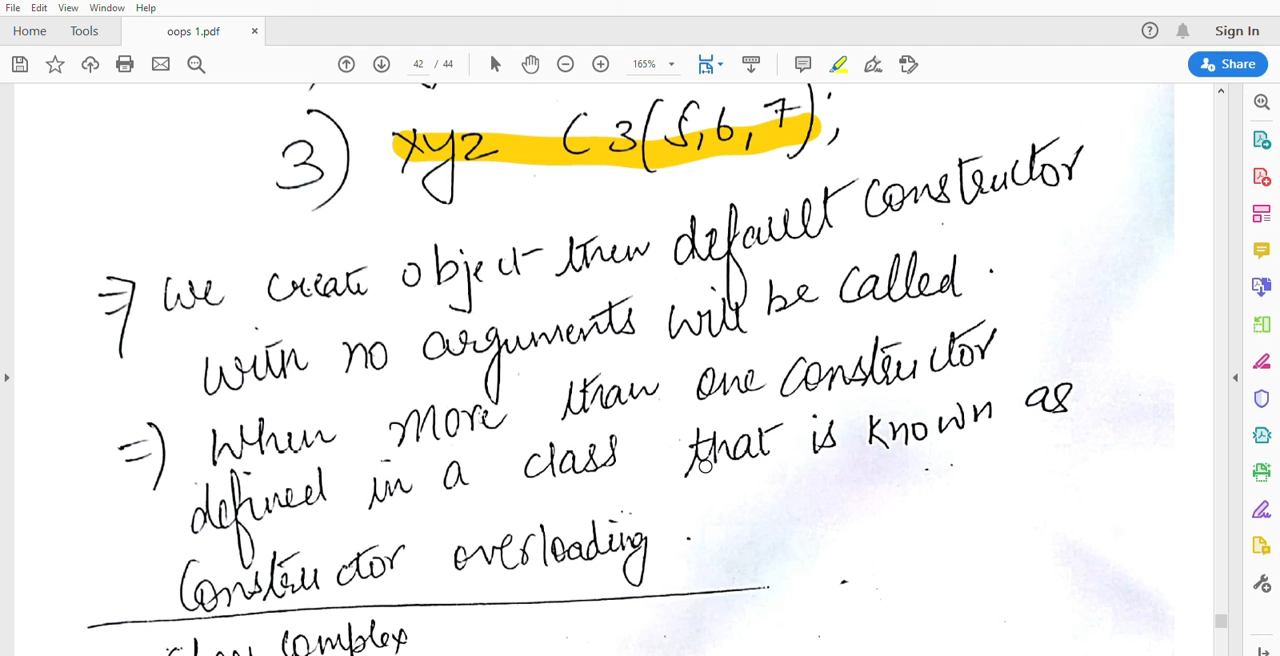 File Edit View Window Help
Home Tools oops 1.pdf × Sign In
42 / 44 165% Share
3) xyz C3(5,6,7);
=> We create object then default constructor
with no arguments will be called.
=> When more than one constructor
defined in a class that is known as
Constructor overloading.
class complex